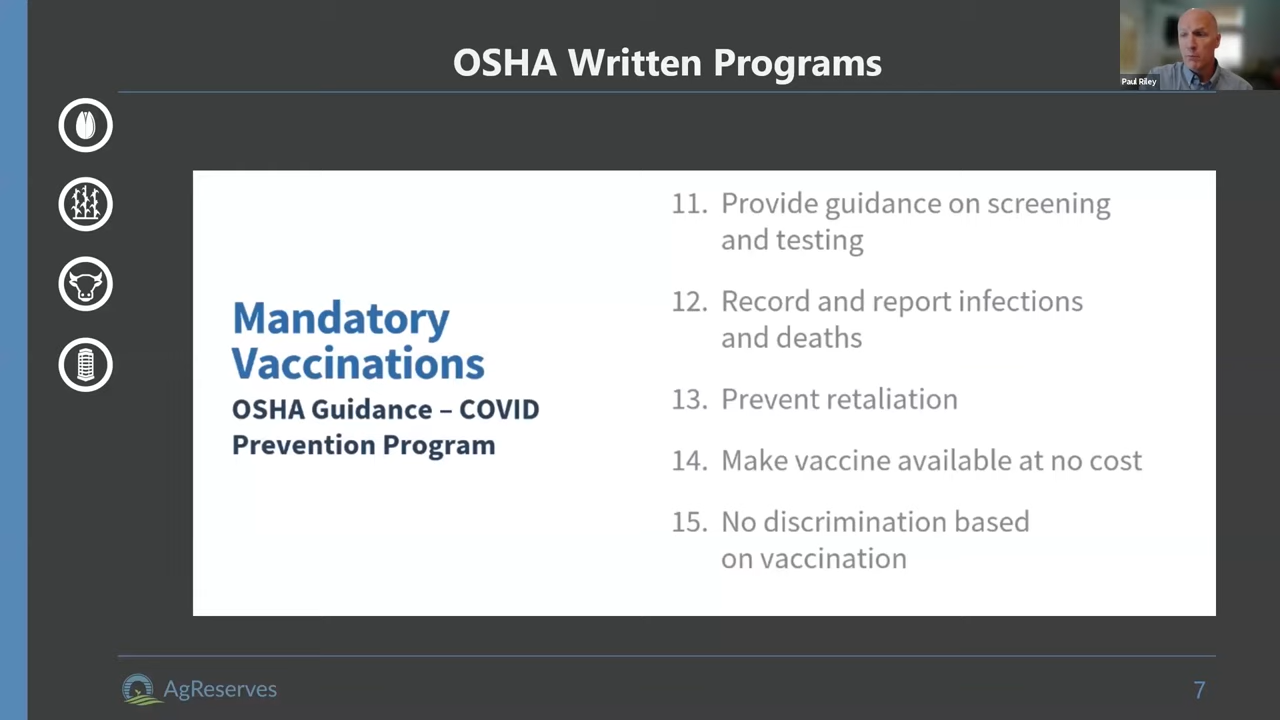 OSHA Written Programs
Paul Riley
Mandatory
Vaccinations
OSHA Guidance – COVID
Prevention Program
11. Provide guidance on screening
and testing
12. Record and report infections
and deaths
13. Prevent retaliation
14. Make vaccine available at no cost
15. No discrimination based
on vaccination
AgReserves
7